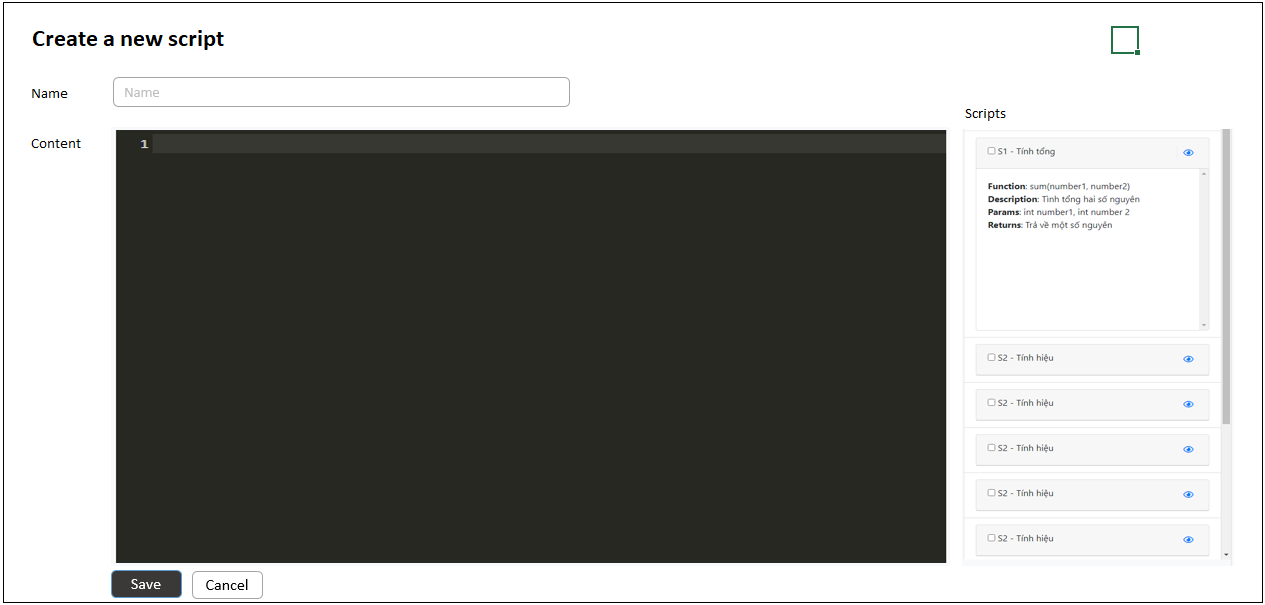 Create a new script
Name
Name
Content
1
Scripts
S1 - Tính tổng
Function: sum(number1, number2)
Description: Tình tổng hai số nguyên
Params: int number1, int number 2
Returns: Trả về một số nguyên
S2 - Tính hiệu
S2 - Tính hiệu
S2 - Tính hiệu
S2 - Tính hiệu
S2 - Tính hiệu
Save
Cancel